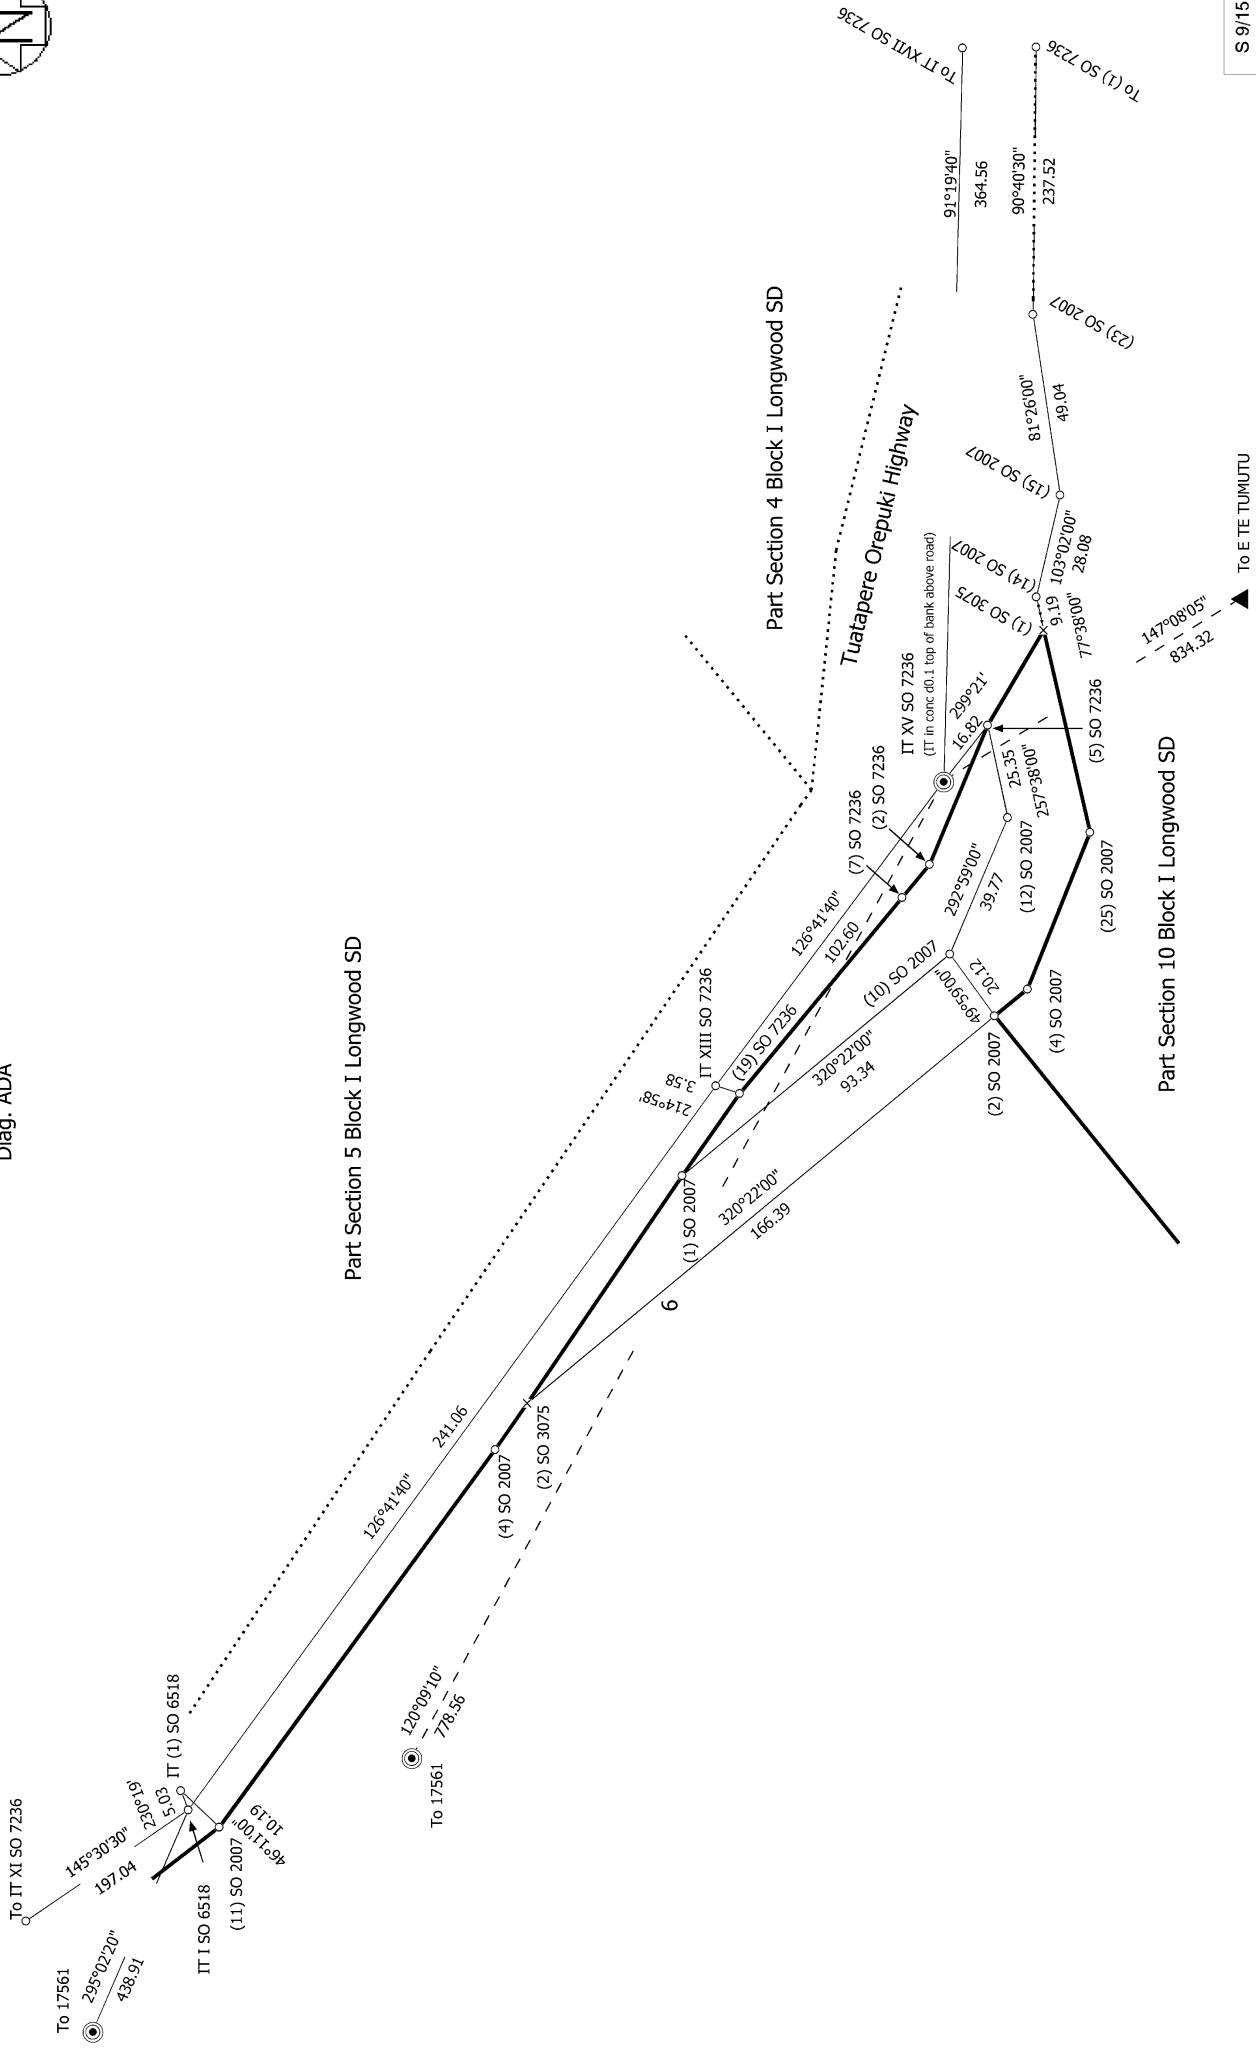 Diag. ADA
N
S 9/15
To IT XVII SO 7236
To (1) SO 7236
91°19'40"
364.56
90°40'30"
237.52
(23) SO 2007
81°26'00"
49.04
(15) SO 2007
103°02'00"
28.08
(14) SO 2007
(1) SO 3075
9.19
77°38'00"
147°08'05"
834.32
To E TE TUMUTU
Part Section 4 Block I Longwood SD
Tuatapere Orepuki Highway
IT XV SO 7236
(IT in conc d0.1 top of bank above road)
299°21'
16.82
(5) SO 7236
25.35
257°38'00"
(12) SO 2007
(2) SO 7236
(7) SO 7236
292°59'00"
39.77
(25) SO 2007
Part Section 10 Block I Longwood SD
126°41'40"
102.60
(10) SO 2007
49°59'00"
20.12
(4) SO 2007
(2) SO 2007
IT XIII SO 7236
(19) SO 7236
3.58
214°58'
320°22'00"
93.34
Part Section 5 Block I Longwood SD
(1) SO 2007
320°22'00"
166.39
6
241.06
126°41'40"
(2) SO 3075
(4) SO 2007
120°09'10"
778.56
To 17561
IT (1) SO 6518
230°19'
5.03
46°11'00"
10.19
(11) SO 2007
IT I SO 6518
145°30'30"
197.04
To IT XI SO 7236
295°02'20"
438.91
To 17561